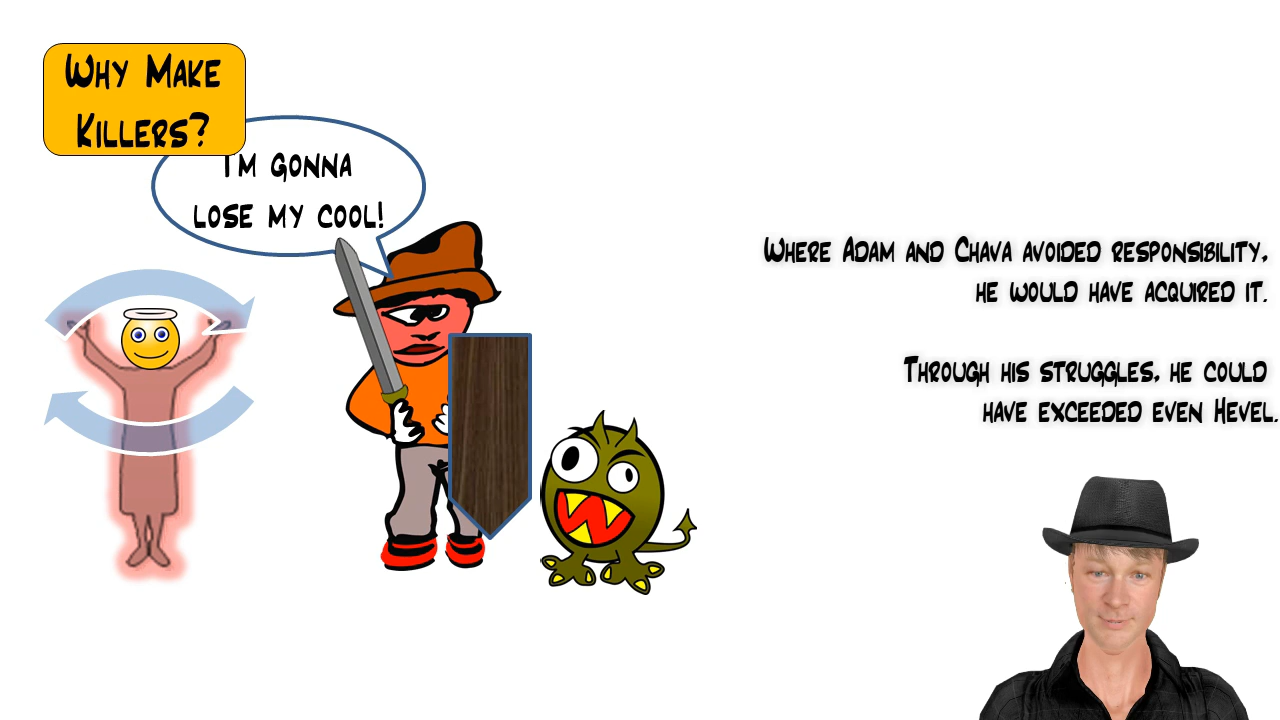 Why Make
Killers?
I'm gonna
lose my cool!
Where Adam and Chava avoided responsibility,
he would have acquired it.
Through his struggles, he could
have exceeded even Hevel.